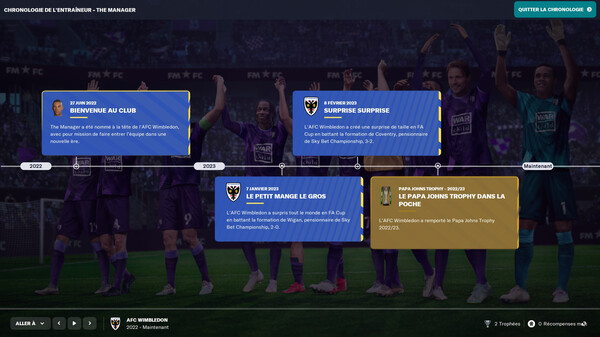 CHRONOLOGIE DE L'ENTRAÎNEUR - THE MANAGER
QUITTER LA CHRONOLOGIE
FM FC
27 JUIN 2022
BIENVENUE AU CLUB
The Manager a été nommé à la tête de l'AFC Wimbledon,
avec pour mission de faire entrer l'équipe dans une
nouvelle ère.
8 FÉVRIER 2023
SURPRISE SURPRISE
L'AFC Wimbledon a créé une surprise de taille en FA
Cup en battant la formation de Coventry, pensionnaire
de Sky Bet Championship, 3-2.
2022
2023
Maintenant
7 JANVIER 2023
LE PETIT MANGE LE GROS
L'AFC Wimbledon a surpris tout le monde en FA Cup
en battant la formation de Wigan, pensionnaire de Sky
Bet Championship, 2-0.
PAPA JOHNS TROPHY - 2022/23
LE PAPA JOHNS TROPHY DANS LA
POCHE
L'AFC Wimbledon a remporté le Papa Johns Trophy
2022/23.
ALLER À
AFC WIMBLEDON
2022 - Maintenant
2 Trophées
0 Récompenses